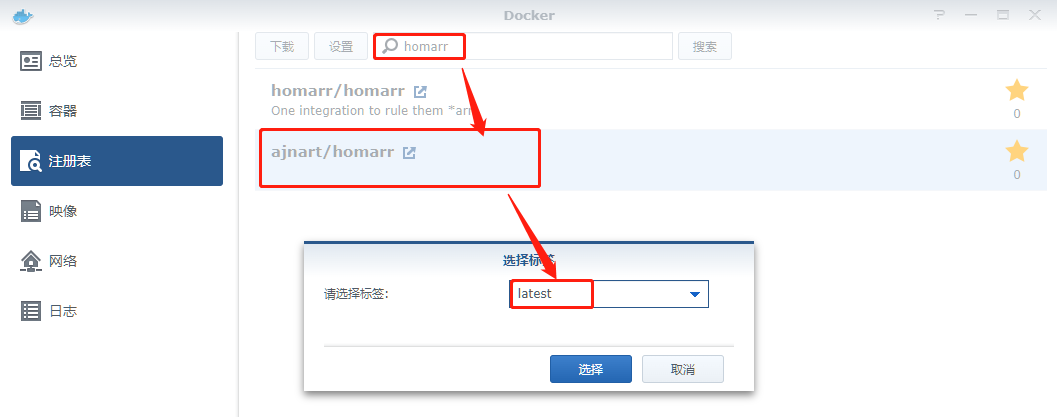 Docker
总览
容器
注册表
映像
网络
日志
下载 设置 homarr 搜索
homarr/homarr
One integration to rule them *arr
0
ajnart/homarr
0
选择标签
请选择标签: latest
选择 取消